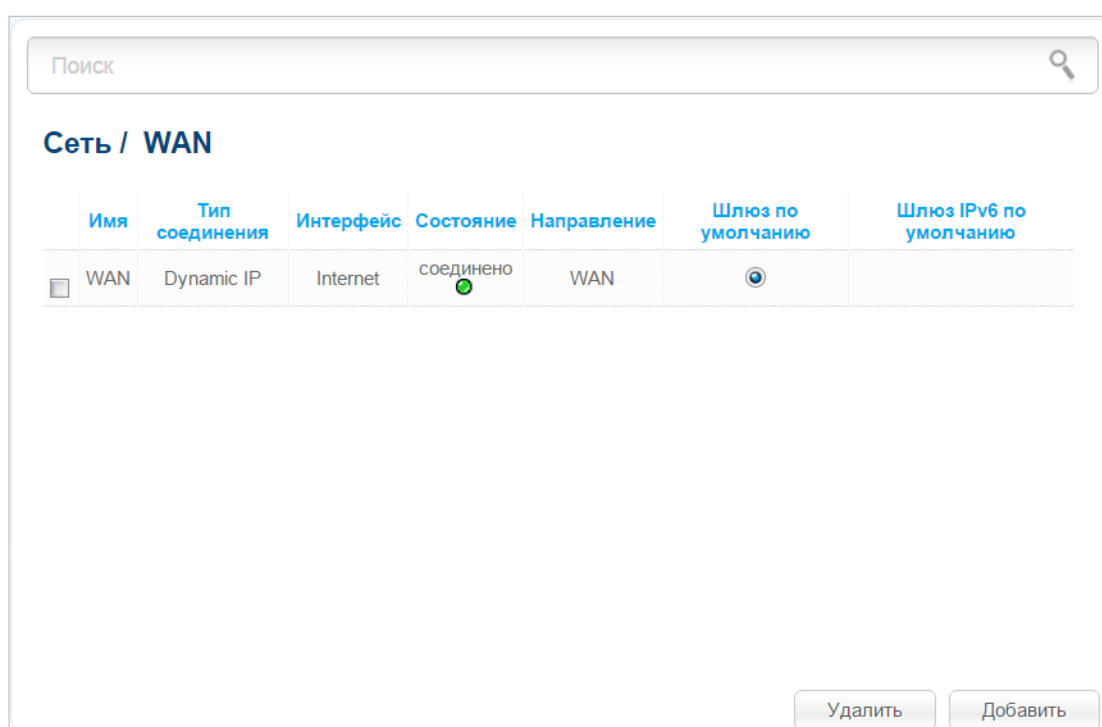 Поиск
Сеть / WAN
Имя Тип соединения Интерфейс Состояние Направление Шлюз по умолчанию Шлюз IPv6 по умолчанию
WAN Dynamic IP Internet соединено WAN
Удалить Добавить